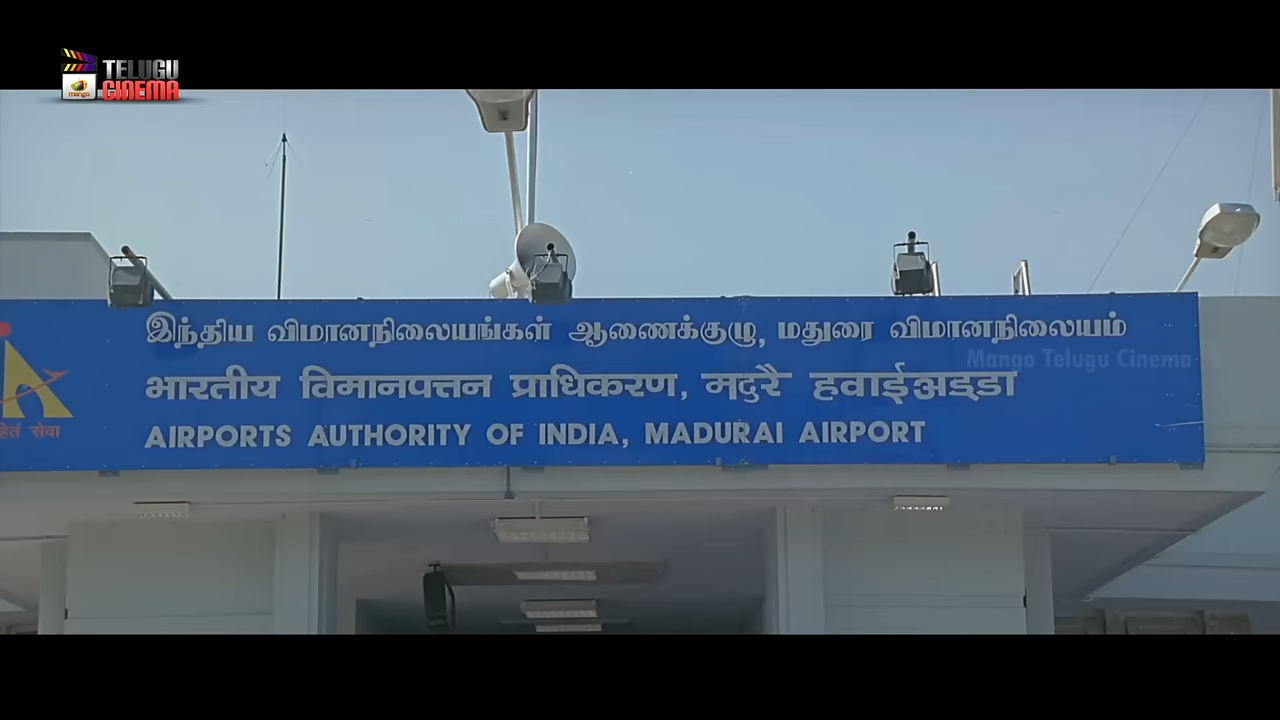 TELUGU
CINEMA
mango
இந்திய விமானநிலையங்கள் ஆணைக்குழு, மதுரை விமானநிலையம்
Mango Telugu Cinema
भारतीय विमानपत्तन प्राधिकरण, मदुरै हवाईअड्डा
सेवा
AIRPORTS AUTHORITY OF INDIA, MADURAI AIRPORT